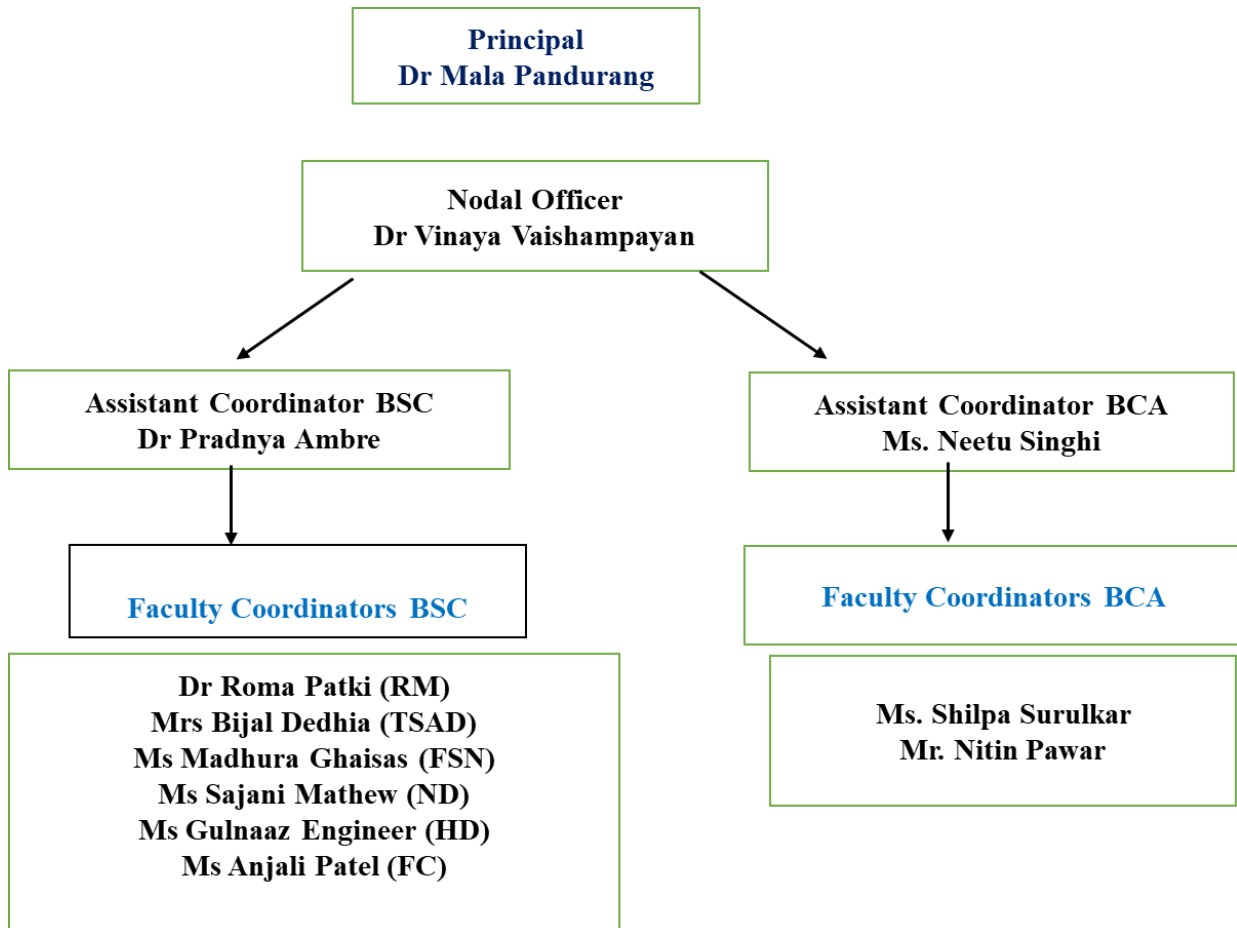 Principal
Dr Mala Pandurang
Nodal Officer
Dr Vinaya Vaishampayan
Assistant Coordinator BSC
Dr Pradnya Ambre
Assistant Coordinator BCA
Ms. Neetu Singhi
Faculty Coordinators BSC
Faculty Coordinators BCA
Dr Roma Patki (RM)
Mrs Bijal Dedhia (TSAD)
Ms Madhura Ghaisas (FSN)
Ms Sajani Mathew (ND)
Ms Gulnaaz Engineer (HD)
Ms Anjali Patel (FC)
Ms. Shilpa Surulkar
Mr. Nitin Pawar